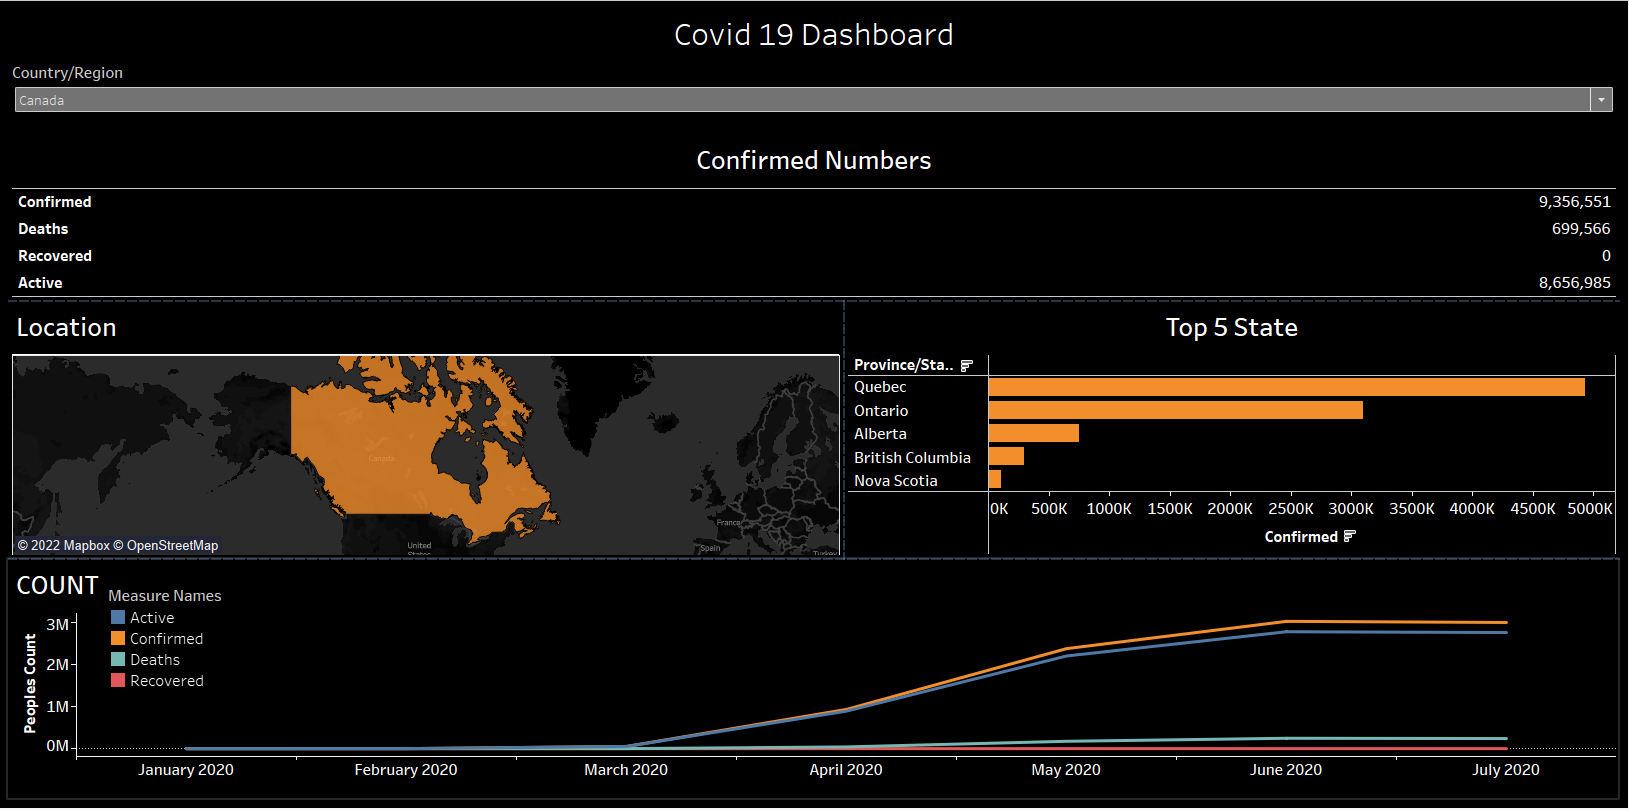 Covid 19 Dashboard
Country/Region
Canada
Confirmed Numbers
Confirmed 9,356,551
Deaths 699,566
Recovered 0
Active 8,656,985
Location
Canada
United
States
France
Spain
Turkey
© 2022 Mapbox © OpenStreetMap
Top 5 State
Province/Sta..
Quebec
Ontario
Alberta
British Columbia
Nova Scotia
0K 500K 1000K 1500K 2000K 2500K 3000K 3500K 4000K 4500K 5000K
Confirmed
COUNT
Measure Names
Active
Confirmed
Deaths
Recovered
Peoples Count
3M
2M
1M
0M
January 2020 February 2020 March 2020 April 2020 May 2020 June 2020 July 2020